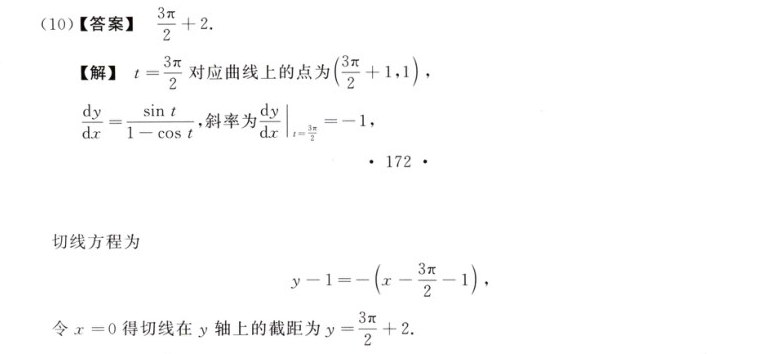 (10)【答案】 3π/2 + 2.
【解】 t = 3π/2 对应曲线上的点为(3π/2 + 1,1),
dy/dx = sin t/(1 − cos t),斜率为 dy/dx|_{t=3π/2} = −1,
• 172 •
切线方程为
y − 1 = −(x − 3π/2 − 1),
令 x = 0 得切线在 y 轴上的截距为 y = 3π/2 + 2.